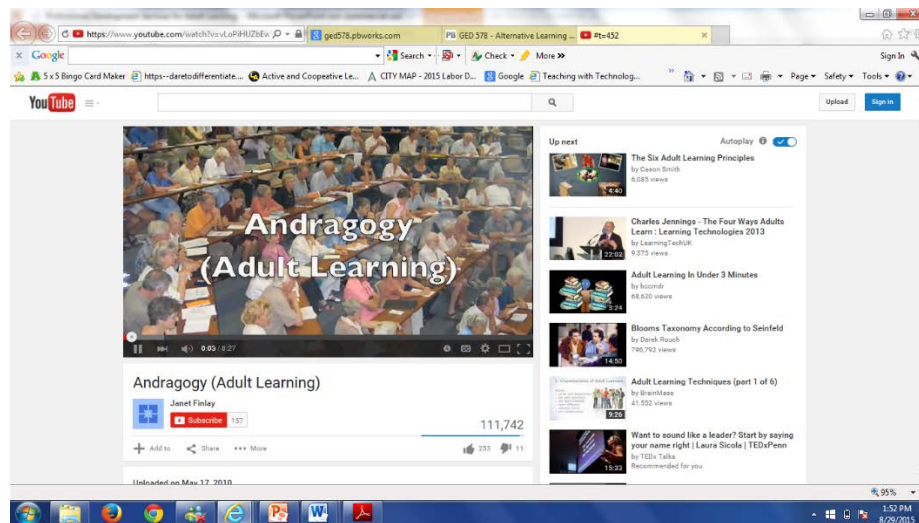 https://www.youtube.com/watch?v=vLoPiHUZbEw
ged578.pbworks.com
PB GED 578 - Alternative Learning ...
#t=452
x Google
Search
Check
More >>
Sign In
5 x 5 Bingo Card Maker
https--daretodifferentiate....
Active and Coopeative Le...
CITY MAP - 2015 Labor D...
Google
Teaching with Technolog...
Page
Safety
Tools
YouTube
Upload
Sign in
Andragogy
(Adult Learning)
0:03 / 8:27
Andragogy (Adult Learning)
Janet Finlay
Subscribe 157
111,742
Add to
Share
More
253
11
Uploaded on May 17, 2010
Up next
Autoplay
The Six Adult Learning Principles
by Cason Smith
6,085 views
4:40
Charles Jennings - The Four Ways Adults
Learn : Learning Technologies 2013
by LearningTechUK
9,375 views
22:02
Adult Learning In Under 3 Minutes
by bccmdr
68,620 views
3:24
Blooms Taxonomy According to Seinfeld
by Derek Rouch
796,792 views
14:50
Adult Learning Techniques (part 1 of 6)
by BrainMass
41,552 views
9:26
Want to sound like a leader? Start by saying
your name right | Laura Sicola | TEDxPenn
by TEDx Talks
Recommended for you
15:33
95%
1:52 PM
8/29/2015